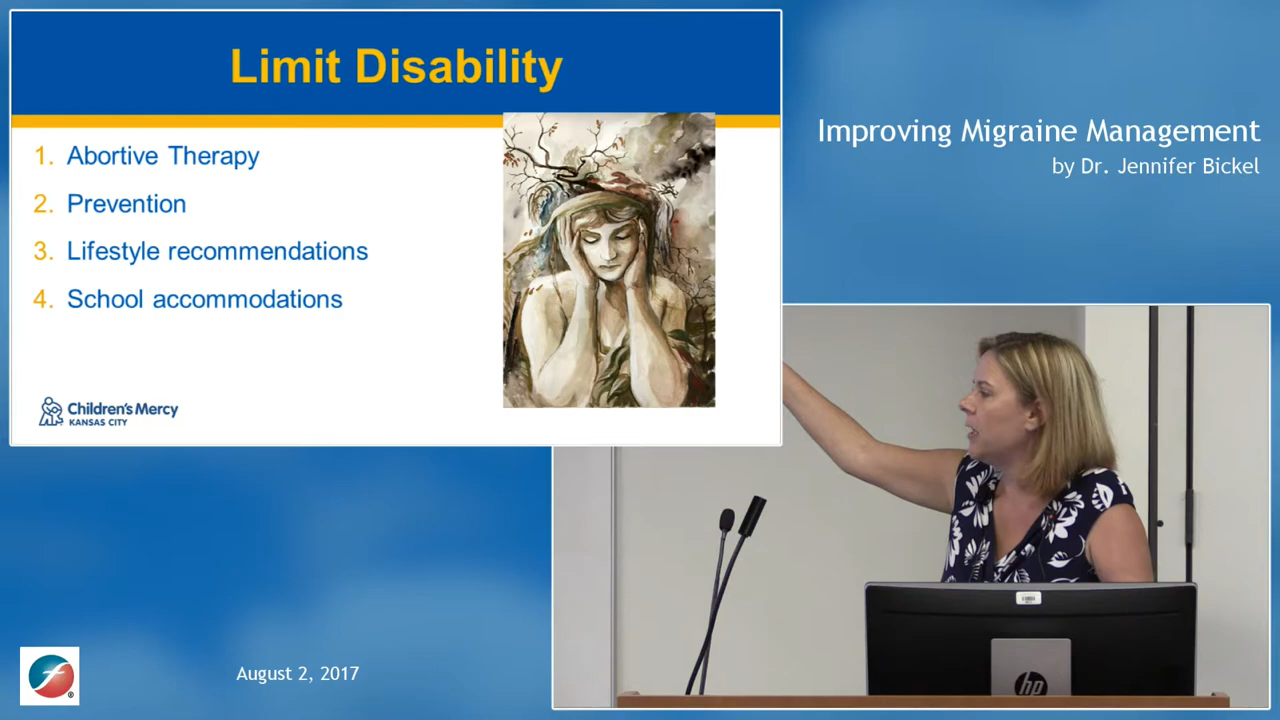 Limit Disability
1. Abortive Therapy
2. Prevention
3. Lifestyle recommendations
4. School accommodations
Children's Mercy
KANSAS CITY
Improving Migraine Management
by Dr. Jennifer Bickel
hp
August 2, 2017
®